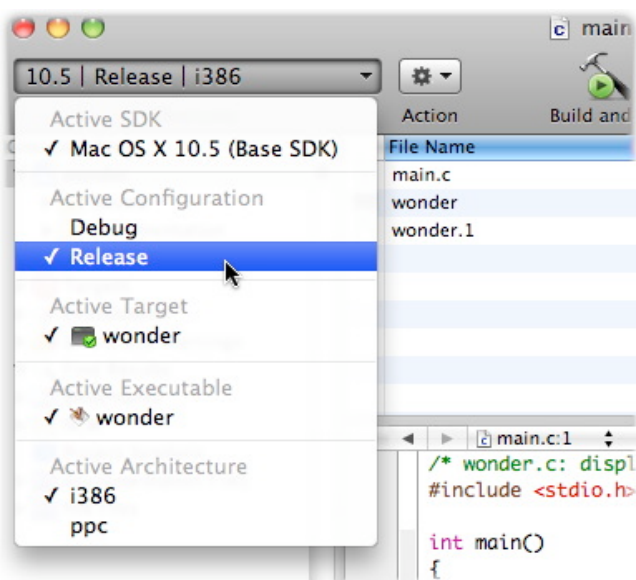 main
10.5 | Release | i386
Action
Build and
Active SDK
✓ Mac OS X 10.5 (Base SDK)
Active Configuration
Debug
✓ Release
Active Target
✓ wonder
Active Executable
✓ wonder
Active Architecture
✓ i386
ppc
File Name
main.c
wonder
wonder.1
main.c:1
/* wonder.c: displ
#include <stdio.h>
int main()
{